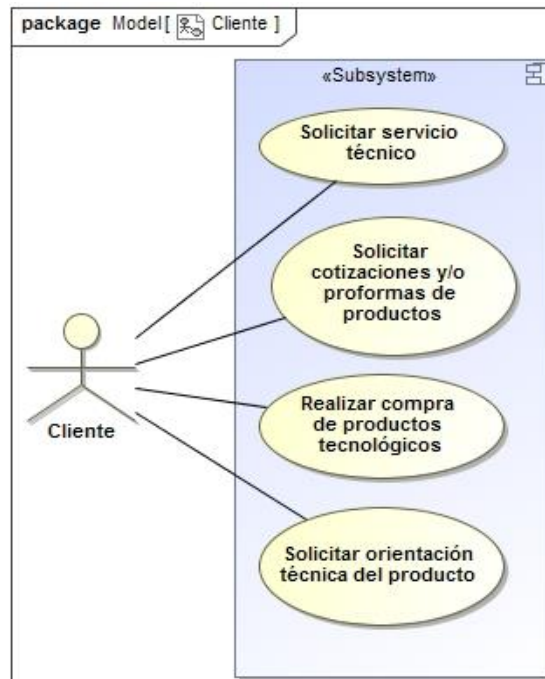 package Model [ Cliente ]
«Subsystem»
Solicitar servicio
técnico
Solicitar
cotizaciones y/o
proformas de
productos
Realizar compra
de productos
tecnológicos
Solicitar orientación
técnica del producto
Cliente